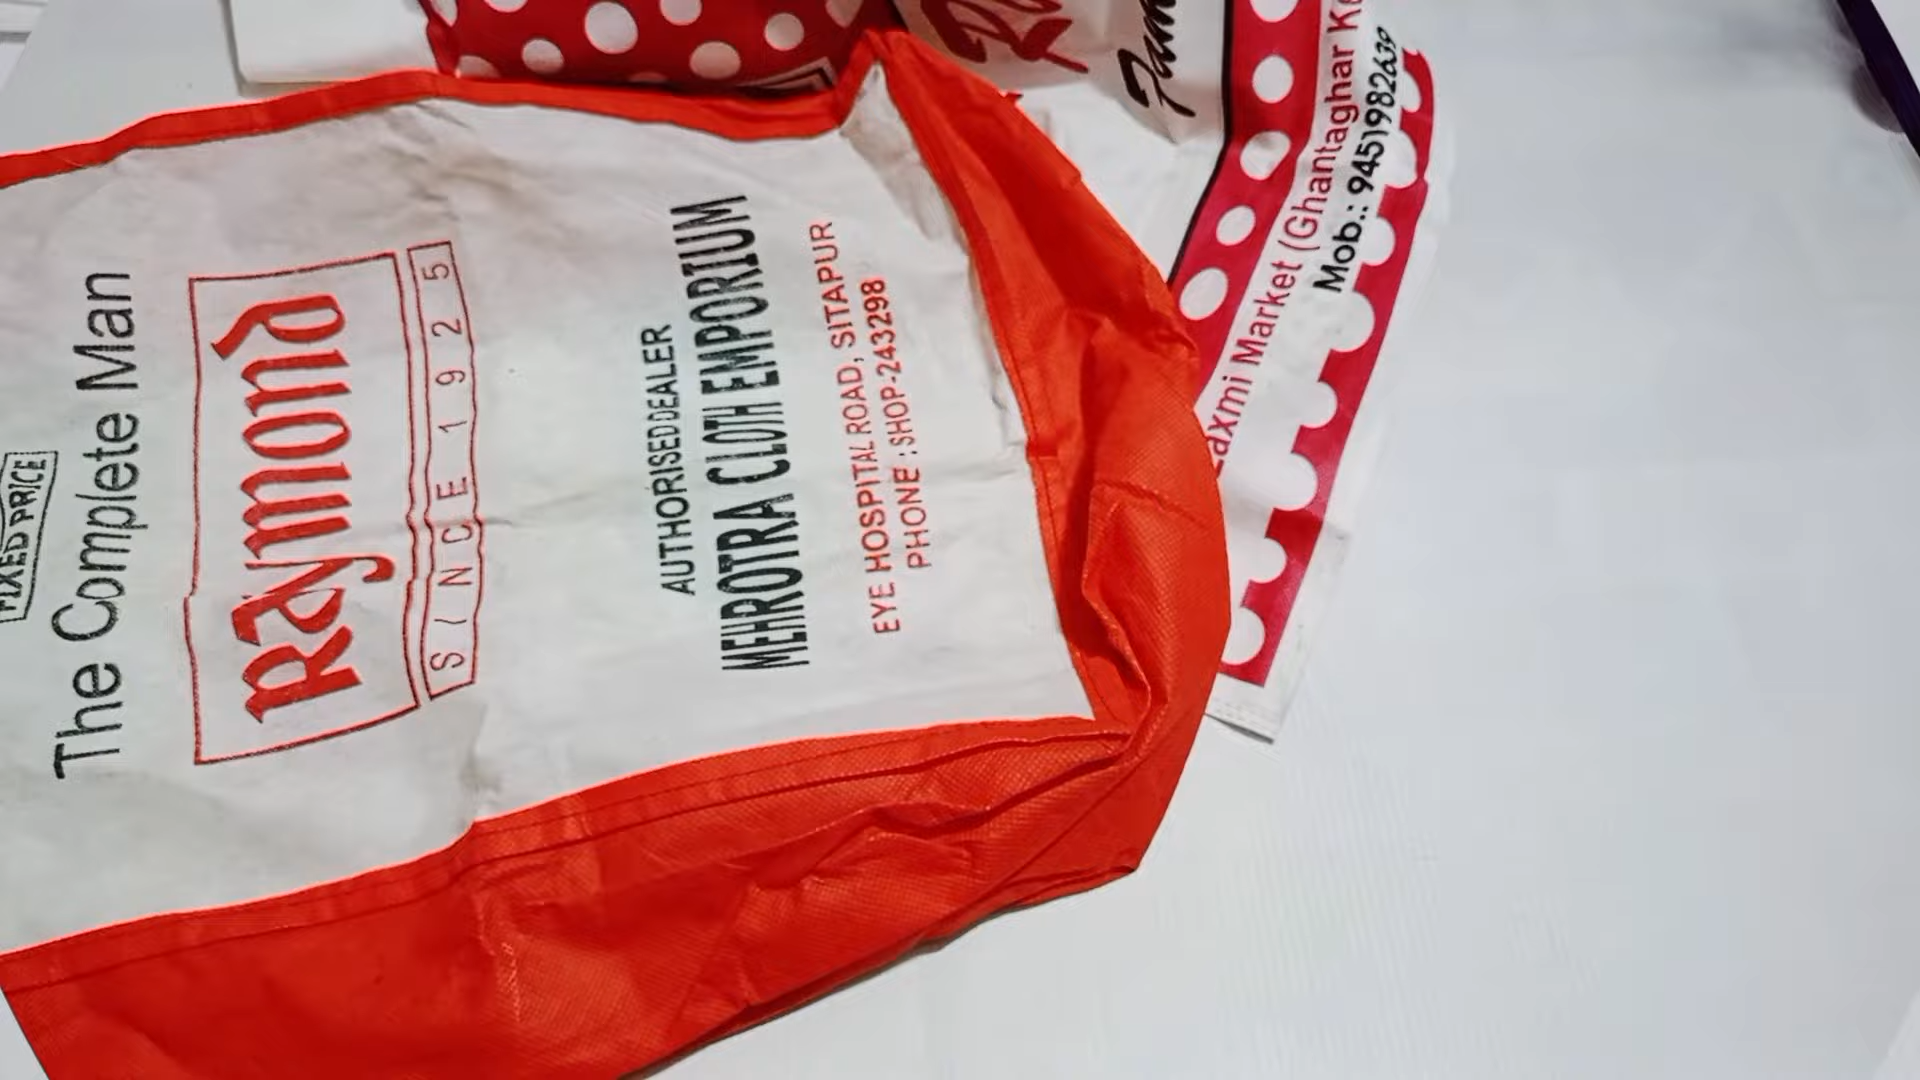 FIXED PRICE
The Complete Man
Raymond
SINCE 1925
AUTHORISED DEALER
MEHROTRA CLOTH EMPORIUM
EYE HOSPITAL ROAD, SITAPUR
PHONE : SHOP-243298
Laxmi Market (Ghantaghar
Mob.: 9451982639